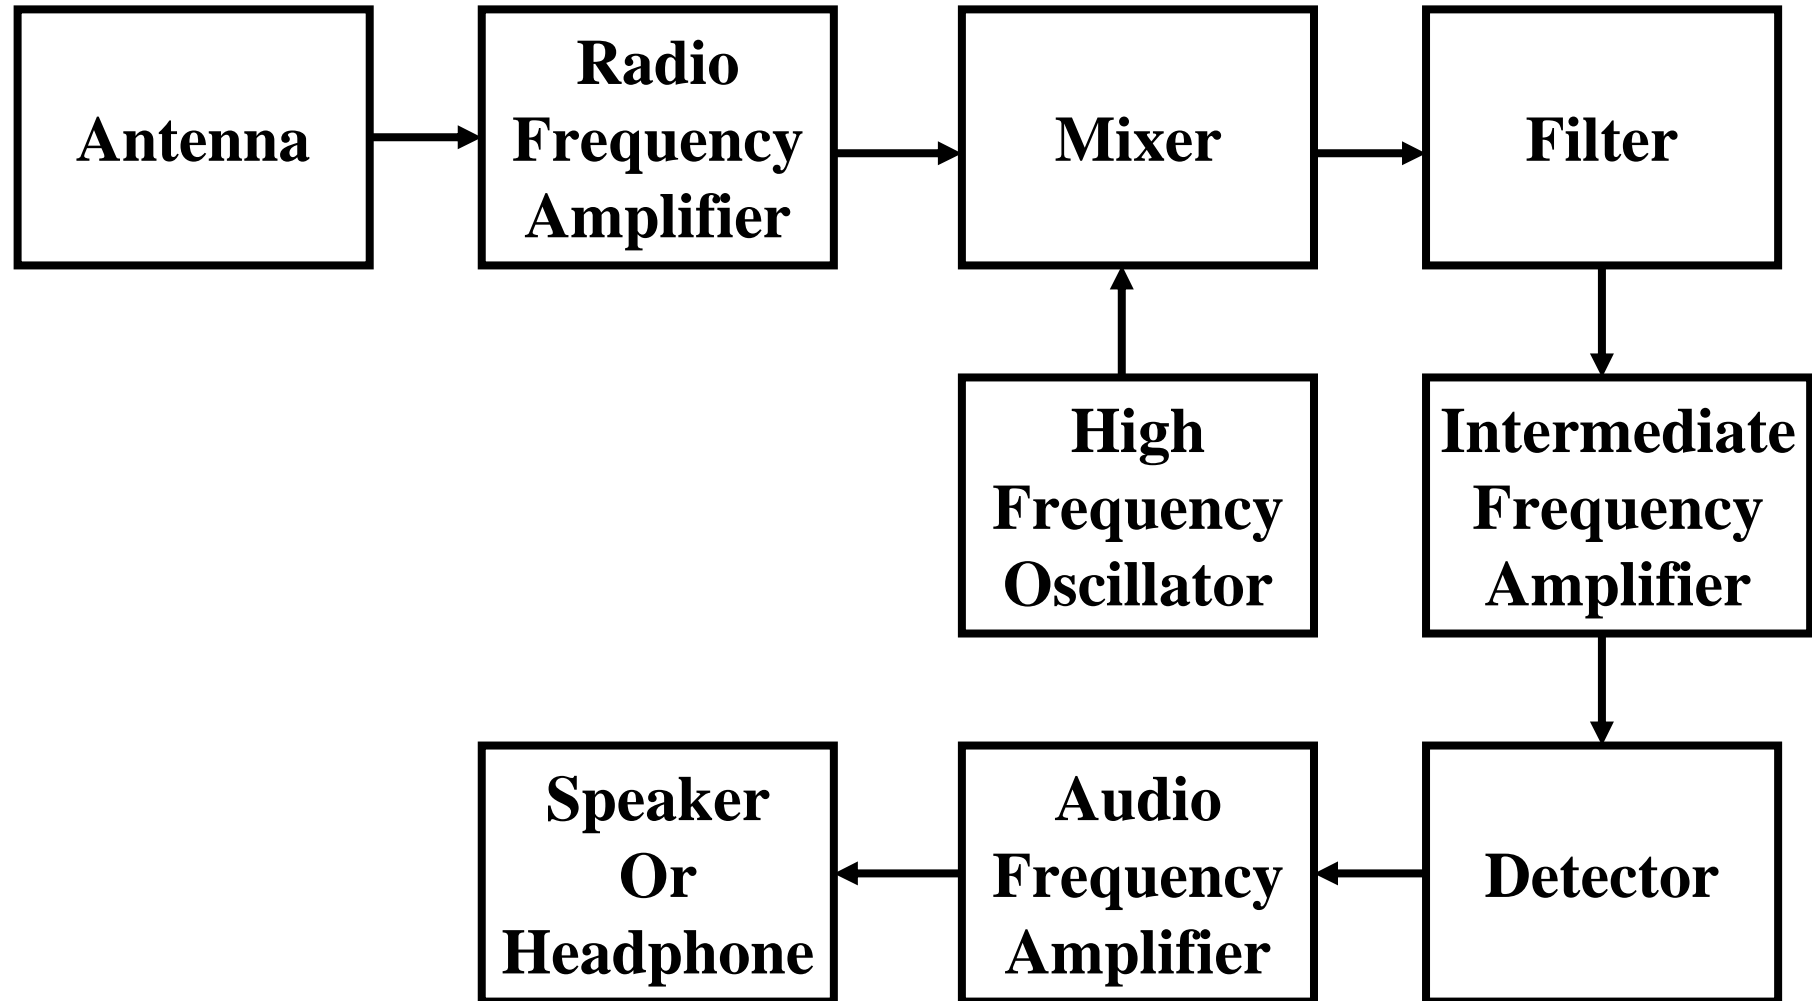 Antenna
Radio
Frequency
Amplifier
Mixer
Filter
High
Frequency
Oscillator
Intermediate
Frequency
Amplifier
Speaker
Or
Headphone
Audio
Frequency
Amplifier
Detector